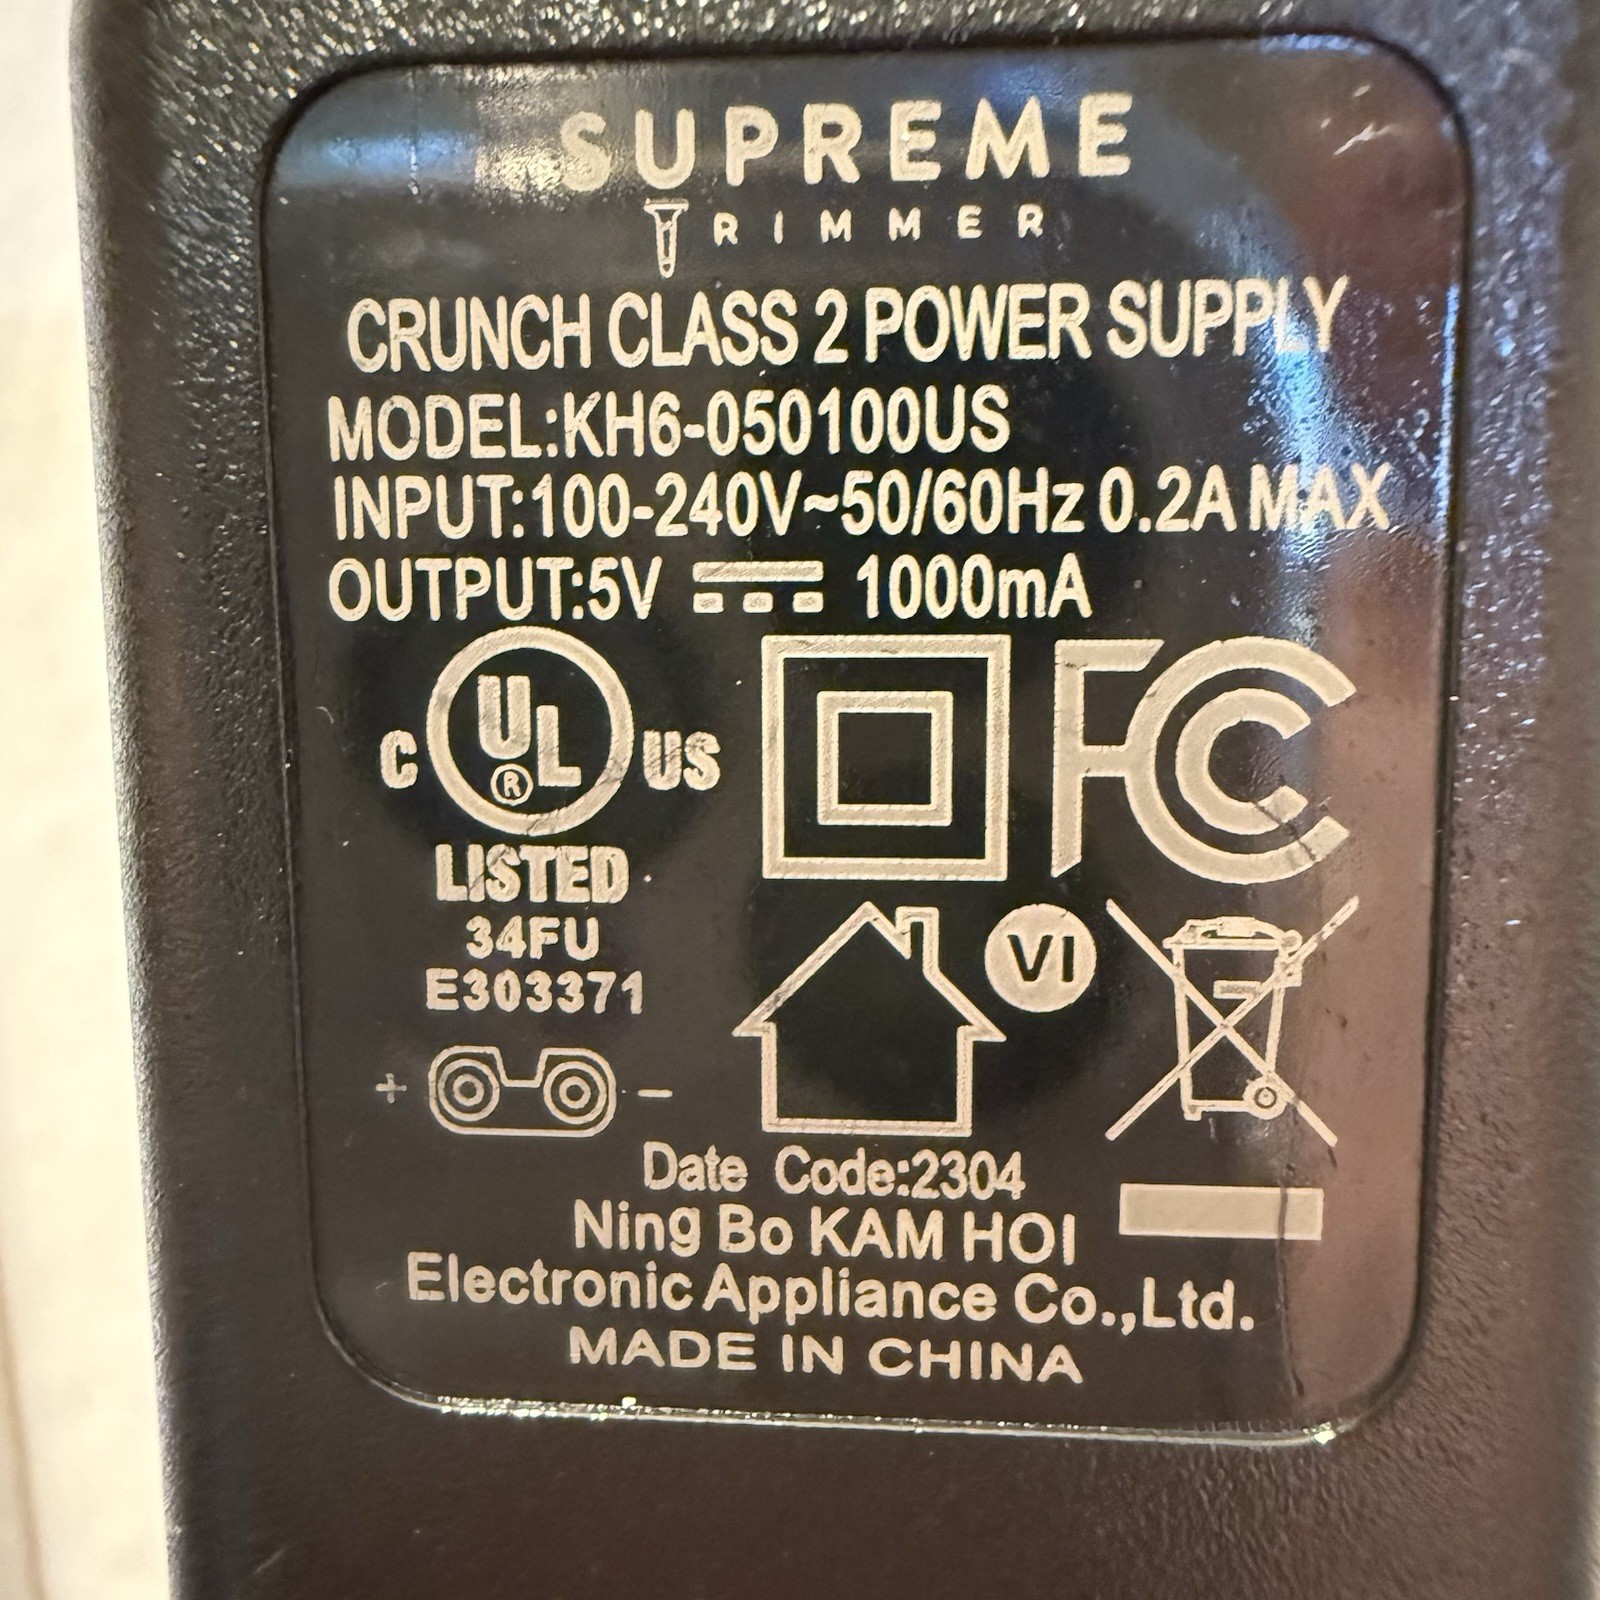 SUPREME
TRIMMER
CRUNCH CLASS 2 POWER SUPPLY
MODEL:KH6-050100US
INPUT:100-240V~50/60Hz 0.2A MAX
OUTPUT:5V ⎓ 1000mA
C UL ® US
FC
LISTED
34FU
E303371
VI
+ −
Date Code:2304
Ning Bo KAM HOI
Electronic Appliance Co.,Ltd.
MADE IN CHINA